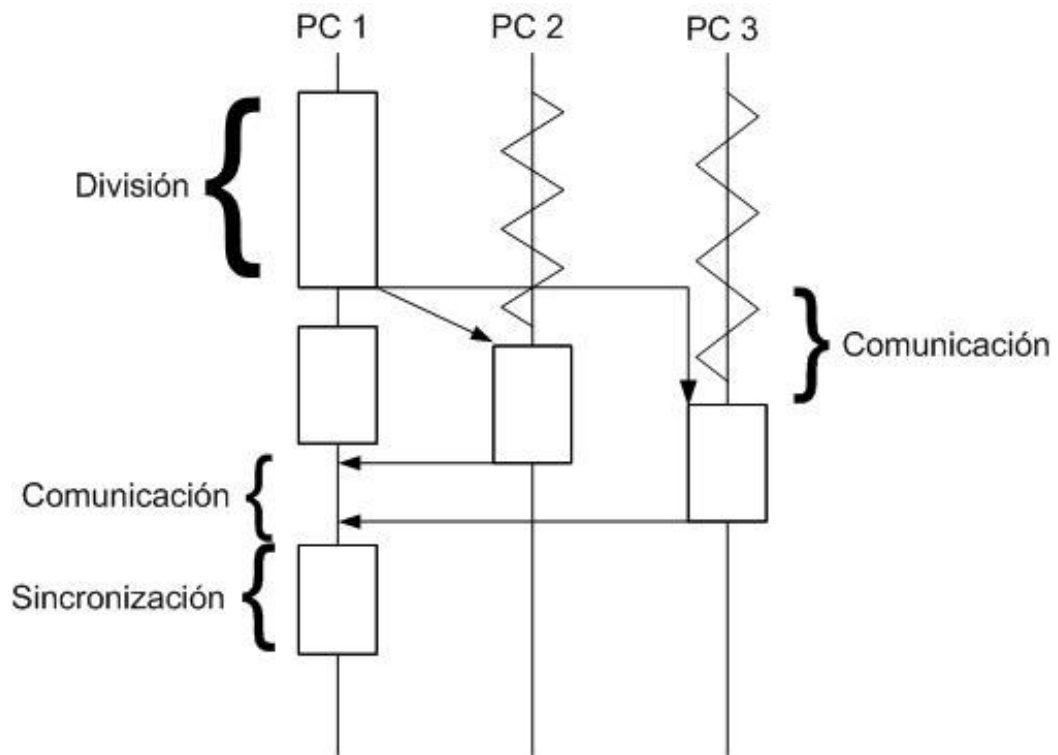 PC 1
PC 2
PC 3
División
Comunicación
Comunicación
Sincronización